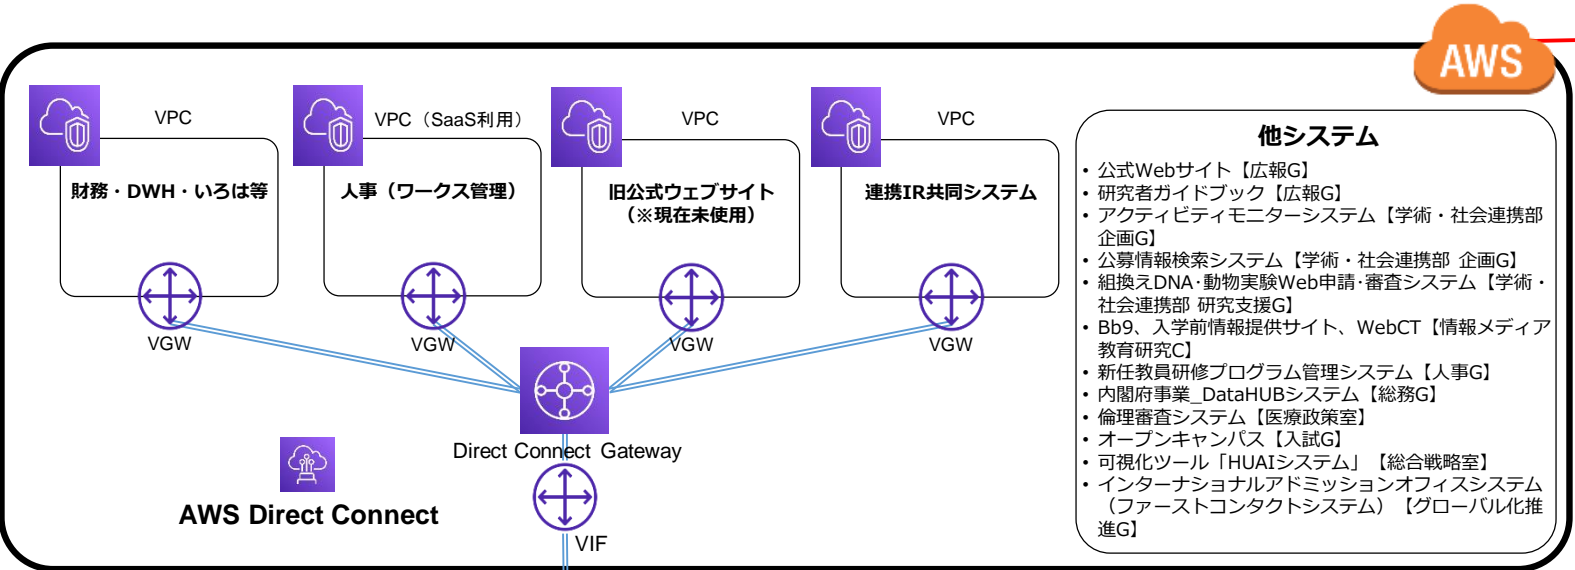 AWS
VPC
VPC（SaaS利用）
VPC
VPC
財務・DWH・いろは等
人事（ワークス管理）
旧公式ウェブサイト
（※現在未使用）
連携IR共同システム
VGW
VGW
VGW
VGW
Direct Connect Gateway
AWS Direct Connect
VIF
他システム
• 公式Webサイト【広報G】
• 研究者ガイドブック【広報G】
• アクティビティモニターシステム【学術・社会連携部
企画G】
• 公募情報検索システム【学術・社会連携部 企画G】
• 組換えDNA･動物実験Web申請･審査システム【学術・
社会連携部 研究支援G】
• Bb9、入学前情報提供サイト、WebCT【情報メディア
教育研究C】
• 新任教員研修プログラム管理システム【人事G】
• 内閣府事業_DataHUBシステム【総務G】
• 倫理審査システム【医療政策室】
• オープンキャンパス【入試G】
• 可視化ツール「HUAIシステム」【総合戦略室】
• インターナショナルアドミッションオフィスシステム
（ファーストコンタクトシステム）【グローバル化推
進G】